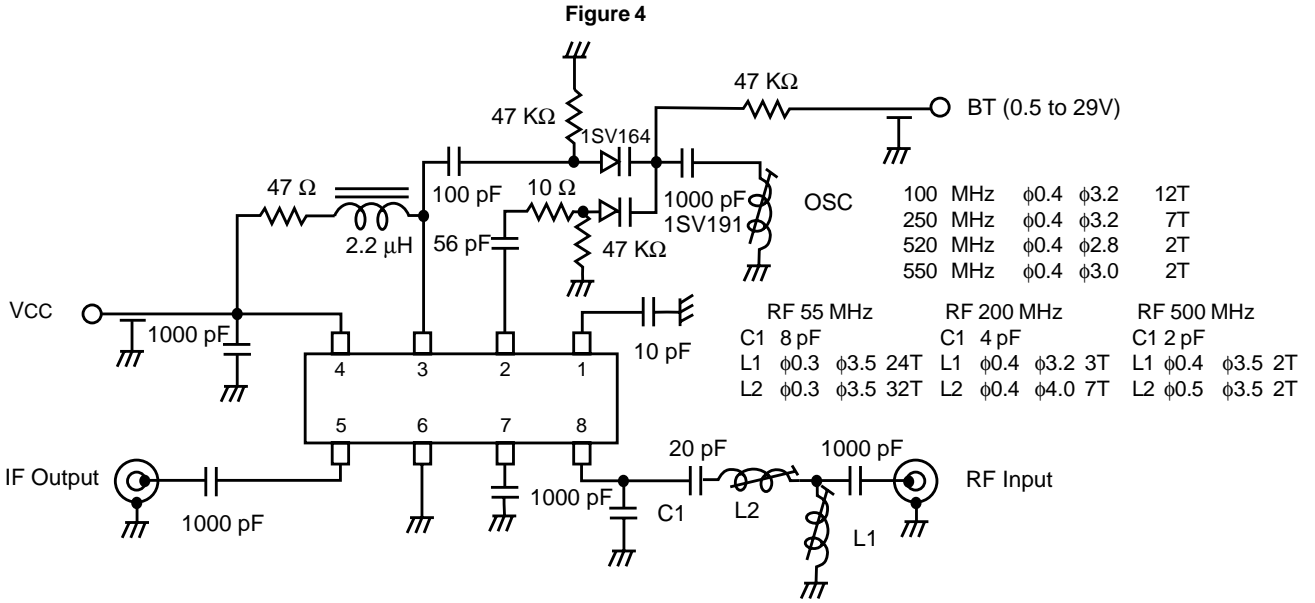 Figure 4
47 KΩ
BT (0.5 to 29V)
47 KΩ
1SV164
100 pF
47 Ω
10 Ω
1000 pF
OSC
1SV191
2.2 μH
56 pF
47 KΩ
100 MHz φ0.4 φ3.2 12T
250 MHz φ0.4 φ3.2 7T
520 MHz φ0.4 φ2.8 2T
550 MHz φ0.4 φ3.0 2T
VCC
1000 pF
10 pF
RF 55 MHz RF 200 MHz RF 500 MHz
C1 8 pF C1 4 pF C1 2 pF
L1 φ0.3 φ3.5 24T L1 φ0.4 φ3.2 3T L1 φ0.4 φ3.5 2T
L2 φ0.3 φ3.5 32T L2 φ0.4 φ4.0 7T L2 φ0.5 φ3.5 2T
4 3 2 1
5 6 7 8
20 pF
1000 pF
IF Output
1000 pF
1000 pF
C1
L2
L1
RF Input